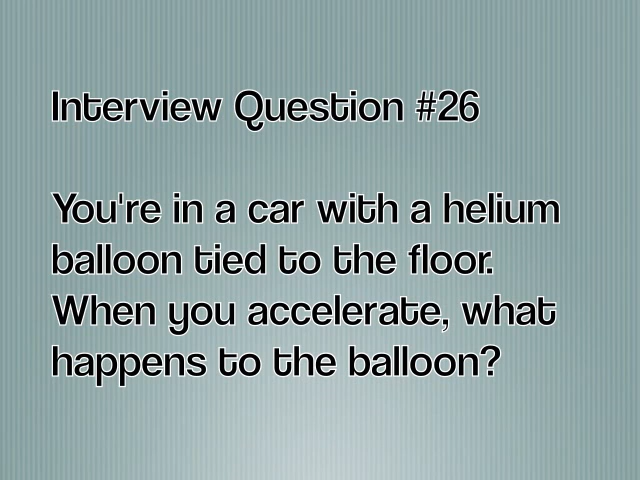 Interview Question #26
You're in a car with a helium
balloon tied to the floor.
When you accelerate, what
happens to the balloon?